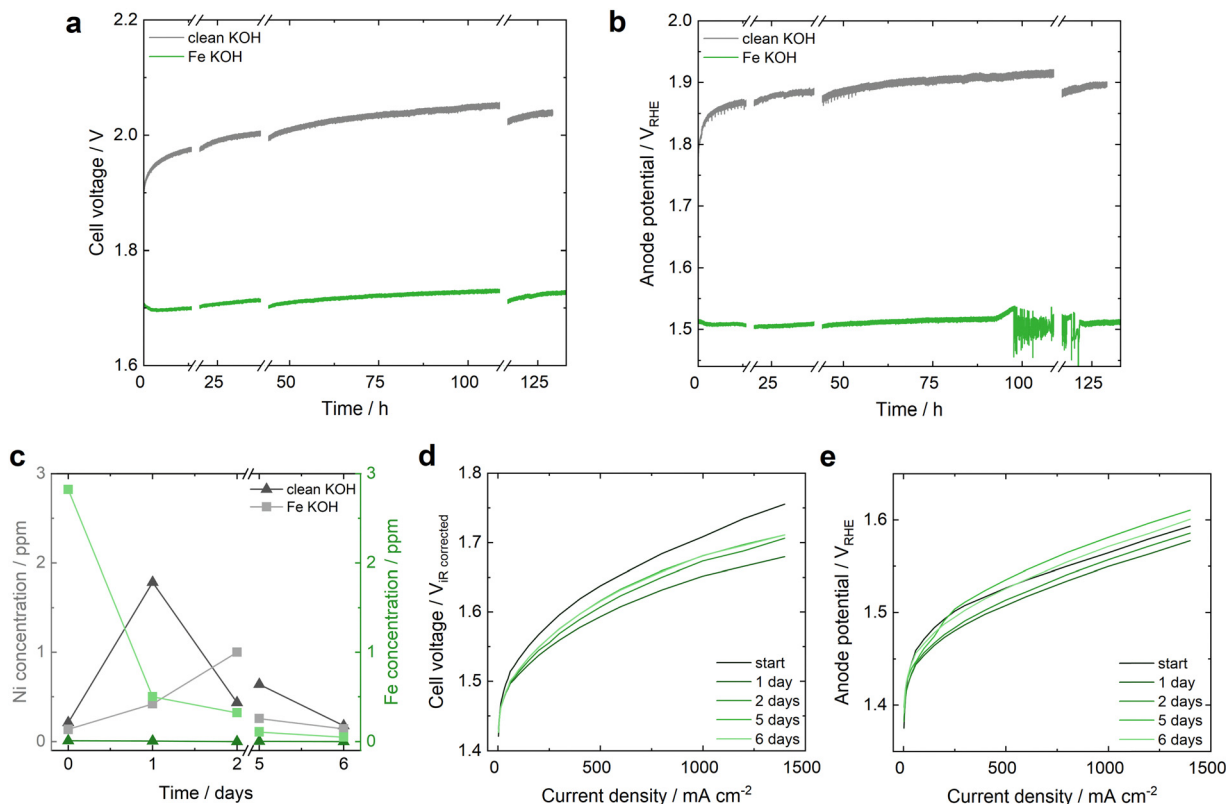 a
clean KOH
Fe KOH
2.2
2.0
1.8
1.6
Cell voltage / V
0
25
50
75
100
125
Time / h
b
clean KOH
Fe KOH
2.0
1.9
1.8
1.7
1.6
1.5
Anode potential / V_RHE
0
25
50
75
100
125
Time / h
c
clean KOH
Fe KOH
3
2
1
0
Ni concentration / ppm
3
2
1
0
Fe concentration / ppm
0
1
2
5
6
Time / days
d
1.8
1.7
1.6
1.5
1.4
Cell voltage / V_iR corrected
start
1 day
2 days
5 days
6 days
0
500
1000
1500
Current density / mA cm⁻²
e
1.6
1.5
1.4
Anode potential / V_RHE
start
1 day
2 days
5 days
6 days
0
500
1000
1500
Current density / mA cm⁻²